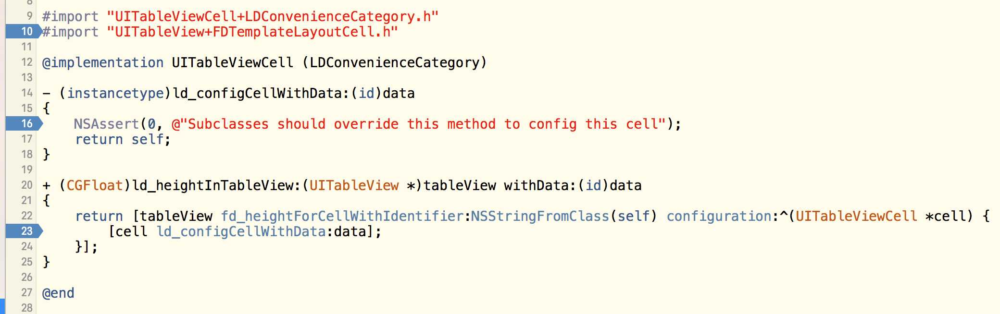 8
9 #import "UITableViewCell+LDConvenienceCategory.h"
10 #import "UITableView+FDTemplateLayoutCell.h"
11
12 @implementation UITableViewCell (LDConvenienceCategory)
13
14 - (instancetype)ld_configCellWithData:(id)data
15 {
16     NSAssert(0, @"Subclasses should override this method to config this cell");
17     return self;
18 }
19
20 + (CGFloat)ld_heightInTableView:(UITableView *)tableView withData:(id)data
21 {
22     return [tableView fd_heightForCellWithIdentifier:NSStringFromClass(self) configuration:^(UITableViewCell *cell) {
23         [cell ld_configCellWithData:data];
24     }];
25 }
26
27 @end
28